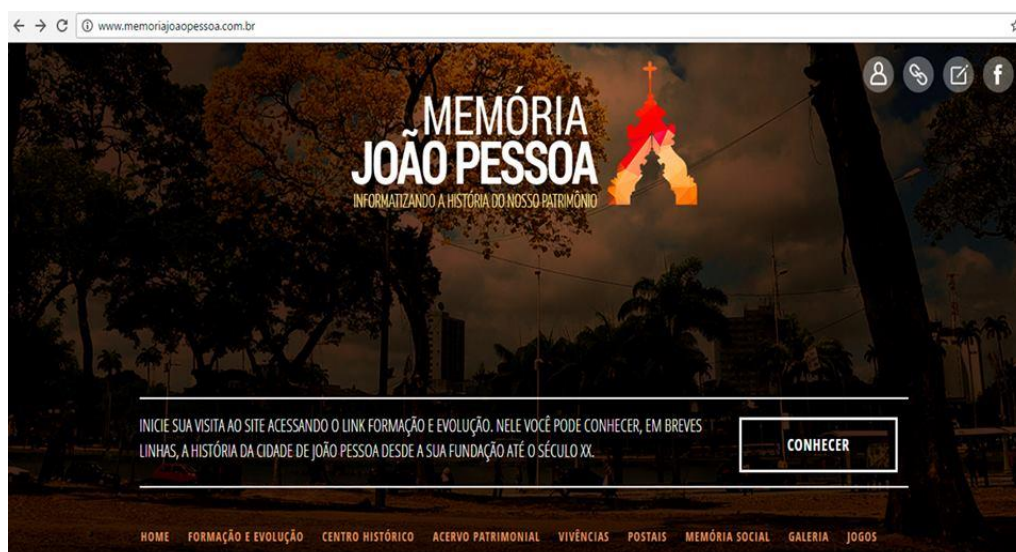 www.memoriajoaopessoa.com.br
MEMÓRIA
JOÃO PESSOA
INFORMATIZANDO A HISTÓRIA DO NOSSO PATRIMÔNIO
INICIE SUA VISITA AO SITE ACESSANDO O LINK FORMAÇÃO E EVOLUÇÃO. NELE VOCÊ PODE CONHECER, EM BREVES
LINHAS, A HISTÓRIA DA CIDADE DE JOÃO PESSOA DESDE A SUA FUNDAÇÃO ATÉ O SÉCULO XX.
CONHECER
HOME FORMAÇÃO E EVOLUÇÃO CENTRO HISTÓRICO ACERVO PATRIMONIAL VIVÊNCIAS POSTAIS MEMÓRIA SOCIAL GALERIA JOGOS